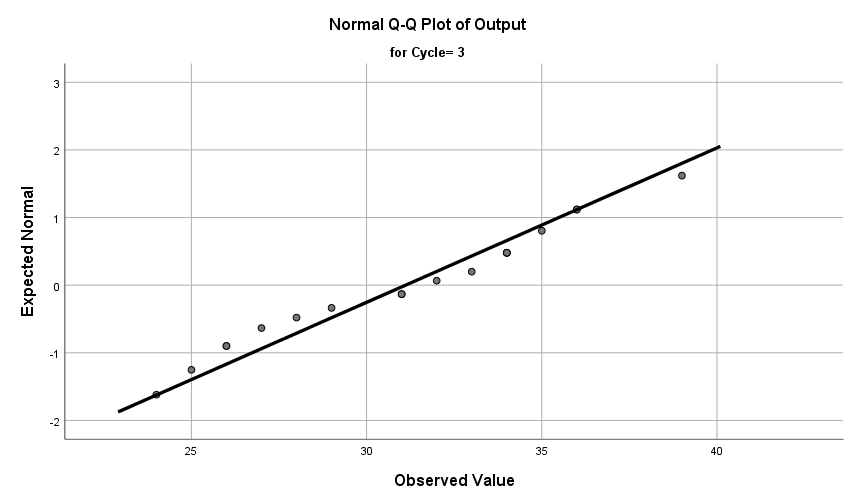 Normal Q-Q Plot of Output
for Cycle= 3
3
2
1
0
-1
-2
Expected Normal
25
30
35
40
Observed Value